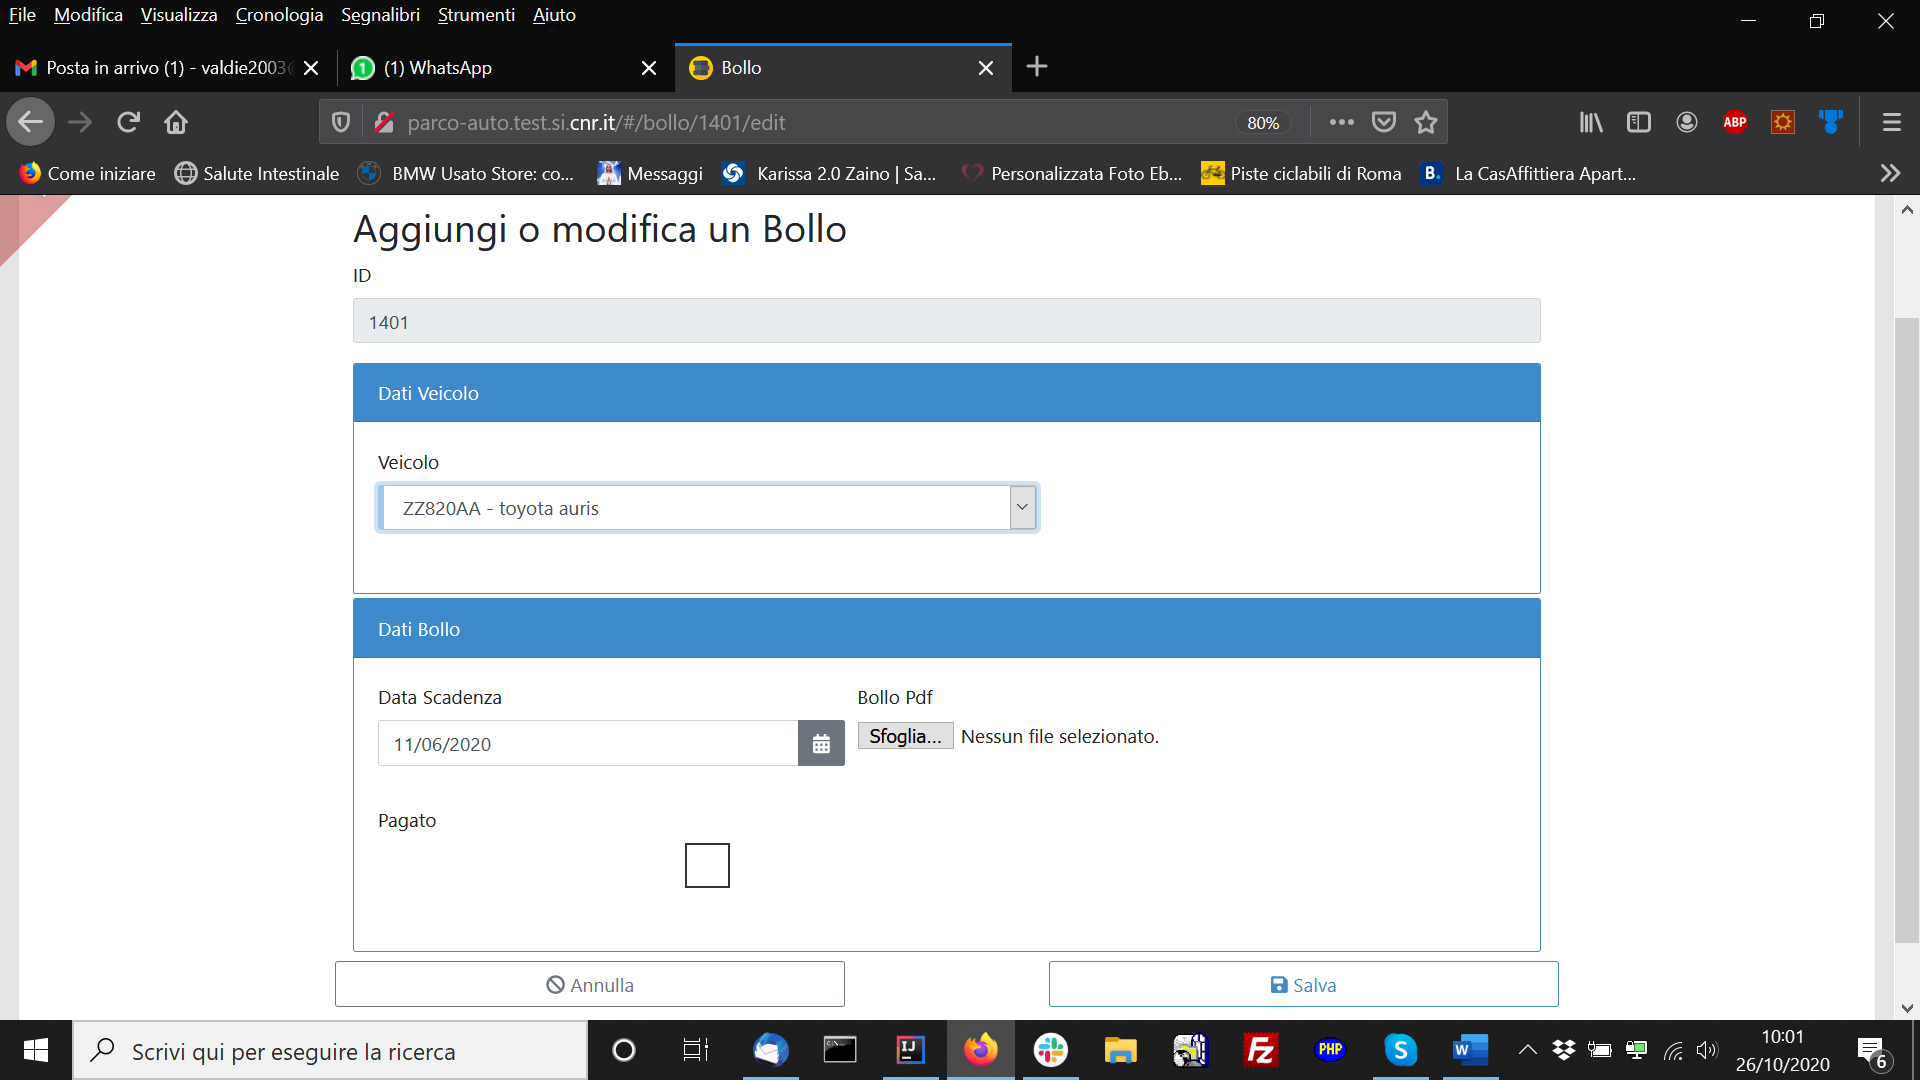 File Modifica Visualizza Cronologia Segnalibri Strumenti Aiuto
Posta in arrivo (1) - valdie2003@
(1) WhatsApp
Bollo
parco-auto.test.si.cnr.it/#/bollo/1401/edit
80%
ABP
Come iniziare
Salute Intestinale
BMW Usato Store: co...
Messaggi
Karissa 2.0 Zaino | Sa...
Personalizzata Foto Eb...
Piste ciclabili di Roma
B.
La CasAffittiera Apart...
Aggiungi o modifica un Bollo
ID
1401
Dati Veicolo
Veicolo
ZZ820AA - toyota auris
Dati Bollo
Data Scadenza
Bollo Pdf
11/06/2020
Sfoglia... Nessun file selezionato.
Pagato
Annulla
Salva
Scrivi qui per eseguire la ricerca
IJ
Fz
PHP
S
W
10:01
26/10/2020
6